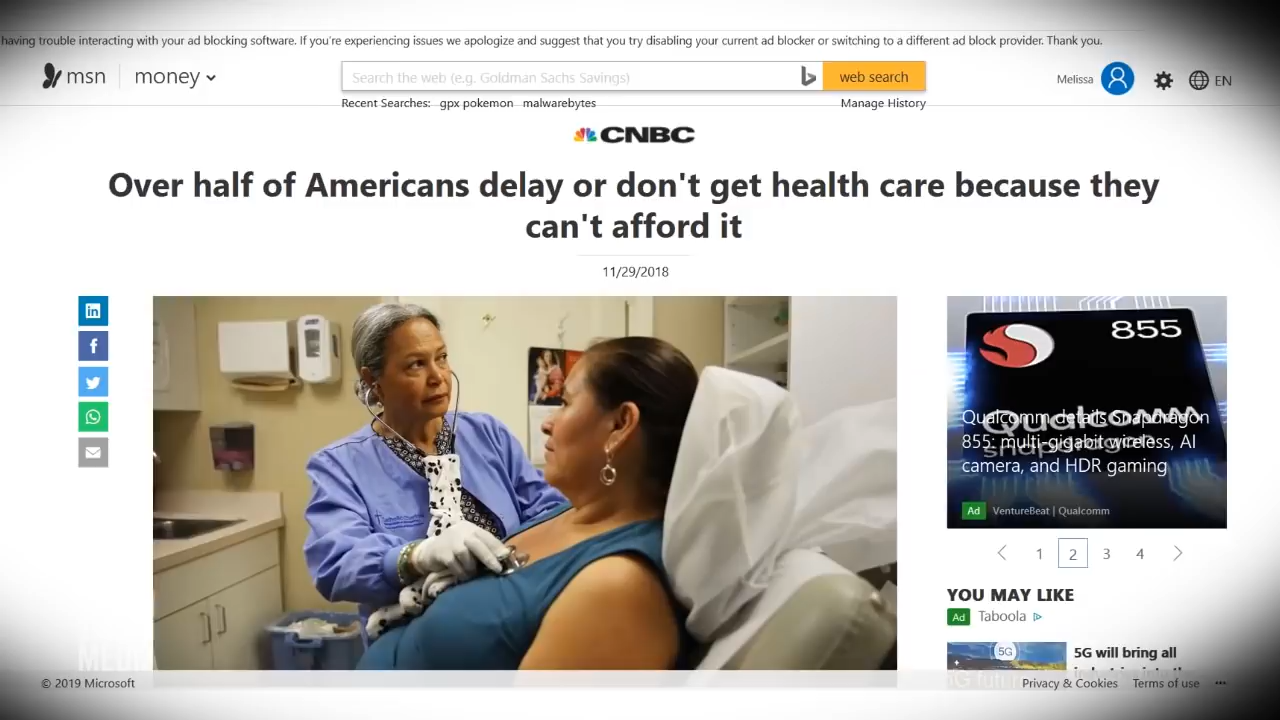 having trouble interacting with your ad blocking software. If you're experiencing issues we apologize and suggest that you try disabling your current ad blocker or switching to a different ad block provider. Thank you.
msn money
Search the web (e.g. Goldman Sachs Savings)
web search
Melissa
EN
Recent Searches: gpx pokemon malwarebytes
Manage History
CNBC
Over half of Americans delay or don't get health care because they
can't afford it
11/29/2018
in
f
855
Qualcomm
snapdragon
Qualcomm details Snapdragon
855: multi-gigabit wireless, AI
camera, and HDR gaming
Ad VentureBeat | Qualcomm
1 2 3 4
YOU MAY LIKE
Ad Taboola
5G
5G will bring all
© 2019 Microsoft
Privacy & Cookies Terms of use ...